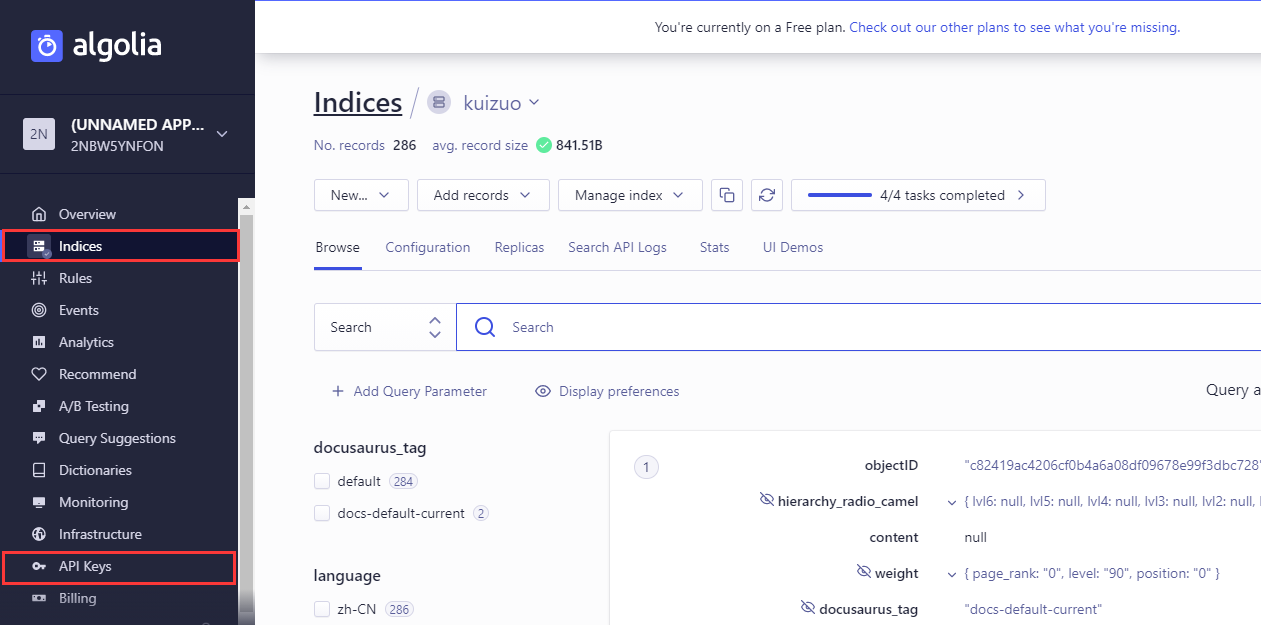 algolia
You're currently on a Free plan. Check out our other plans to see what you're missing.
2N
(UNNAMED APP...
2NBW5YNFON
Overview
Indices
Rules
Events
Analytics
Recommend
A/B Testing
Query Suggestions
Dictionaries
Monitoring
Infrastructure
API Keys
Billing
Indices / kuizuo
No. records 286 avg. record size 841.51B
New... Add records Manage index 4/4 tasks completed
Browse Configuration Replicas Search API Logs Stats UI Demos
Search Search
+ Add Query Parameter Display preferences Query a
docusaurus_tag
default 284
docs-default-current 2
language
zh-CN 286
1
objectID "c82419ac4206cf0b4a6a08df09678e99f3dbc728"
hierarchy_radio_camel { lvl6: null, lvl5: null, lvl4: null, lvl3: null, lvl2: null,
content null
weight { page_rank: "0", level: "90", position: "0" }
docusaurus_tag "docs-default-current"